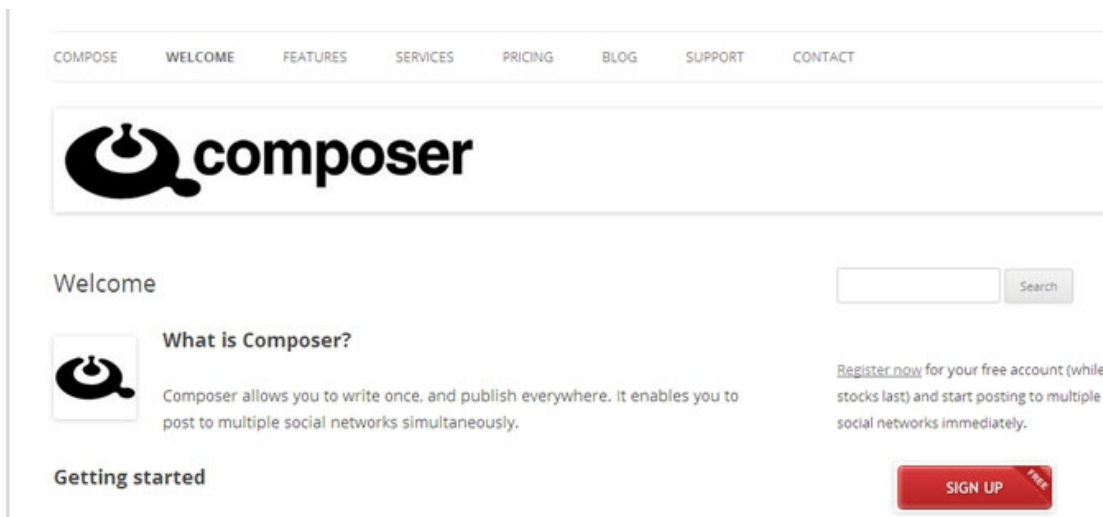 COMPOSE WELCOME FEATURES SERVICES PRICING BLOG SUPPORT CONTACT
composer
Welcome
Search
What is Composer?
Composer allows you to write once, and publish everywhere. It enables you to
post to multiple social networks simultaneously.
Register now for your free account (while
stocks last) and start posting to multiple
social networks immediately.
Getting started
SIGN UP
FREE